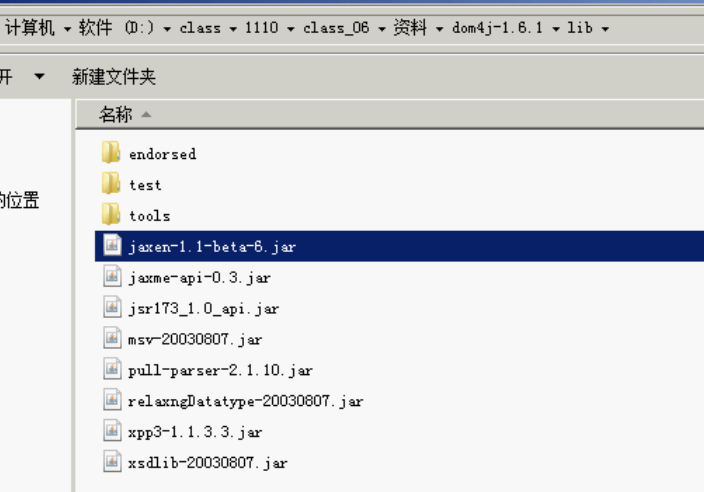 计算机 软件 (D:) class 1110 class_06 资料 dom4j-1.6.1 lib
开 新建文件夹
名称
endorsed
test
的位置
tools
jaxen-1.1-beta-6.jar
jaxme-api-0.3.jar
jsr173_1.0_api.jar
msv-20030807.jar
pull-parser-2.1.10.jar
relaxngDatatype-20030807.jar
xpp3-1.1.3.3.jar
xsdlib-20030807.jar